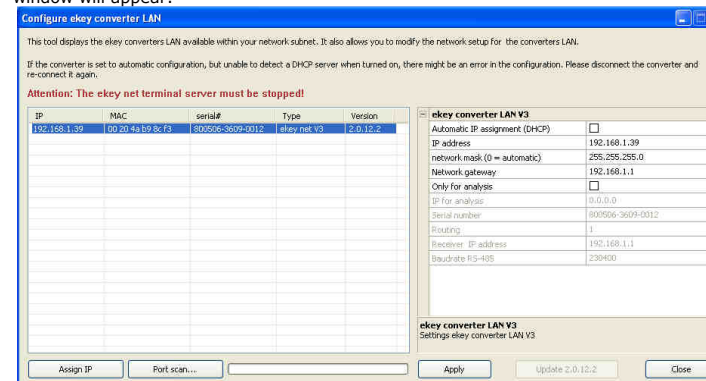 window will appear:
Configure ekey converter LAN
This tool displays the ekey converters LAN available within your network subnet. It also allows you to modify the network setup for the converters LAN.
If the converter is set to automatic configuration, but unable to detect a DHCP server when turned on, there might be an error in the configuration. Please disconnect the converter and
re-connect it again.
Attention: The ekey net terminal server must be stopped!
IP MAC serial# Type Version
192.168.1.39 00 20 4a b9 8c f3 800506-3609-0012 ekey net V3 2.0.12.2
ekey converter LAN V3
Automatic IP assignment (DHCP)
IP address 192.168.1.39
network mask (0 = automatic) 255.255.255.0
Network gateway 192.168.1.1
Only for analysis
IP for analysis 0.0.0.0
Serial number 800506-3609-0012
Routing 1
Receiver IP address 192.168.1.1
Baudrate RS-485 230400
ekey converter LAN V3
Settings ekey converter LAN V3
Assign IP Port scan... Apply Update 2.0.12.2 Close